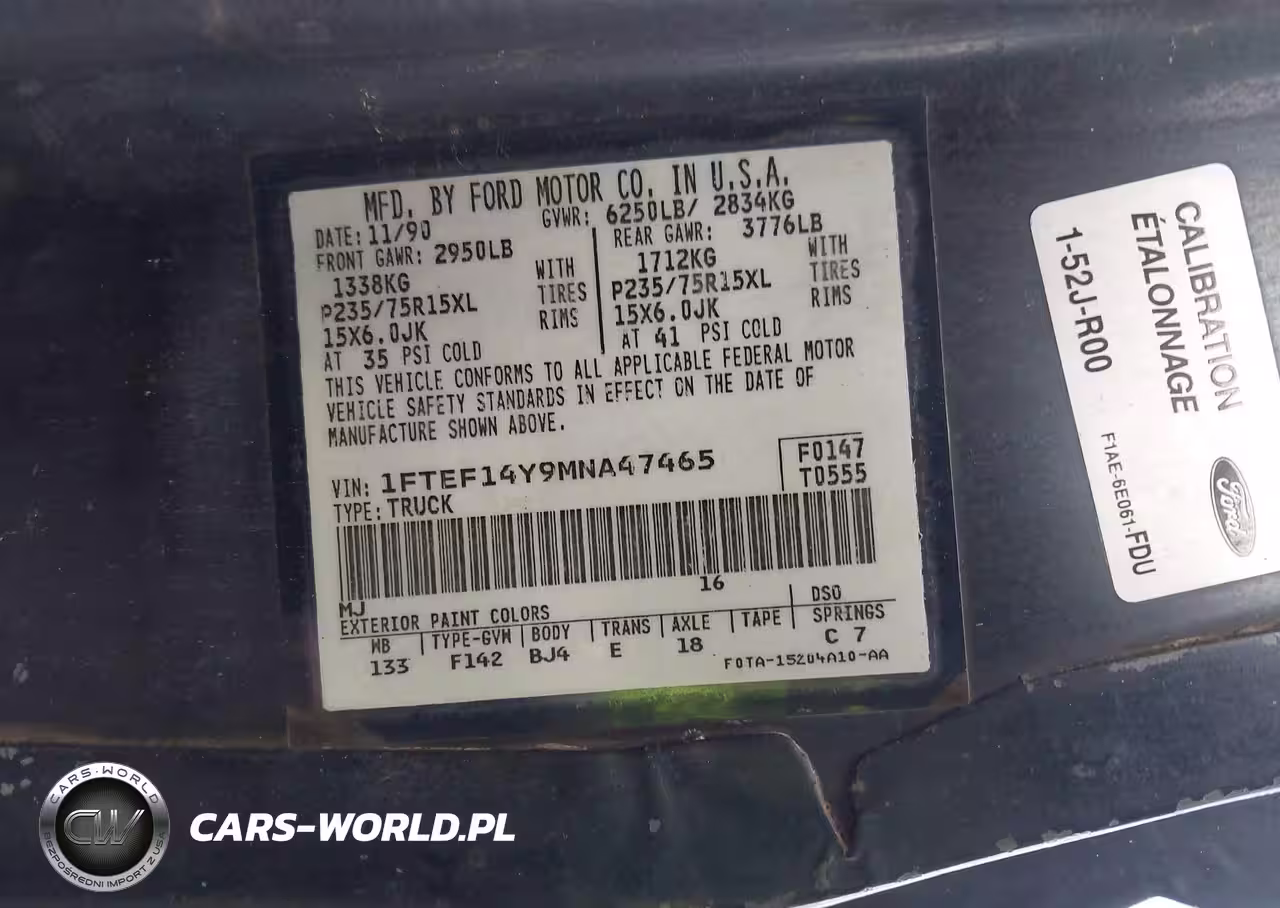 MFD. BY FORD MOTOR CO. IN U.S.A.
DATE: 11/90 GVWR: 6250LB/ 2834KG
FRONT GAWR: 2950LB REAR GAWR: 3776LB
1338KG WITH 1712KG WITH
P235/75R15XL TIRES P235/75R15XL TIRES
15X6.0JK RIMS 15X6.0JK RIMS
AT 35 PSI COLD AT 41 PSI COLD
THIS VEHICLE CONFORMS TO ALL APPLICABLE FEDERAL MOTOR
VEHICLE SAFETY STANDARDS IN EFFECT ON THE DATE OF
MANUFACTURE SHOWN ABOVE.
VIN: 1FTEF14Y9MNA47465 F0147
TYPE: TRUCK T0555
16
MJ
EXTERIOR PAINT COLORS DSO
WB TYPE-GVM BODY TRANS AXLE TAPE SPRINGS
133 F142 BJ4 E 18 C 7
F0TA-15204A10-AA
CALIBRATION
ÉTALONNAGE
1-52J-R00
Ford
F1AE-6E061-FDU
CARS-WORLD
CW
BEZPOŚREDNI IMPORT Z USA
CARS-WORLD.PL